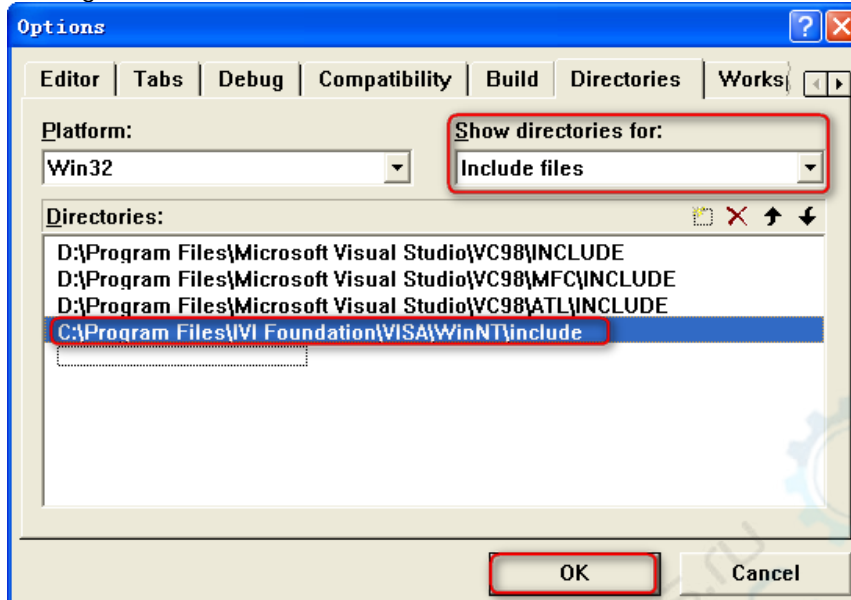 Options
Editor Tabs Debug Compatibility Build Directories Works
Platform: Show directories for:
Win32 Include files
Directories:
D:\Program Files\Microsoft Visual Studio\VC98\INCLUDE
D:\Program Files\Microsoft Visual Studio\VC98\MFC\INCLUDE
D:\Program Files\Microsoft Visual Studio\VC98\ATL\INCLUDE
C:\Program Files\IVI Foundation\VISA\WinNT\include
OK Cancel